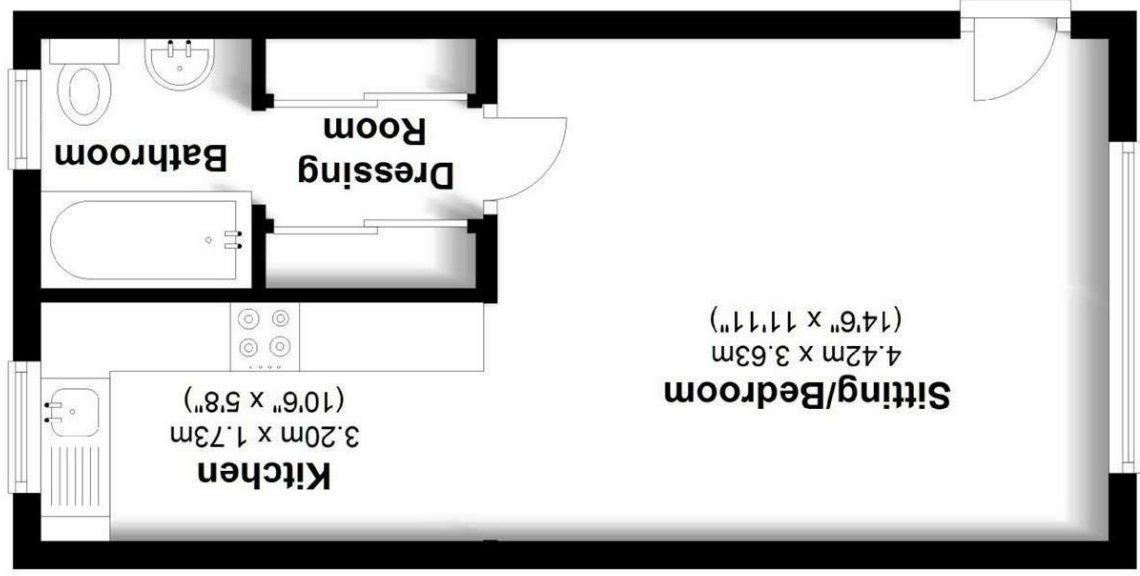 Kitchen
3.20m x 1.73m
(10'6" x 5'8")
Sitting/Bedroom
4.42m x 3.63m
(14'6" x 11'11")
Dressing
Room
Bathroom